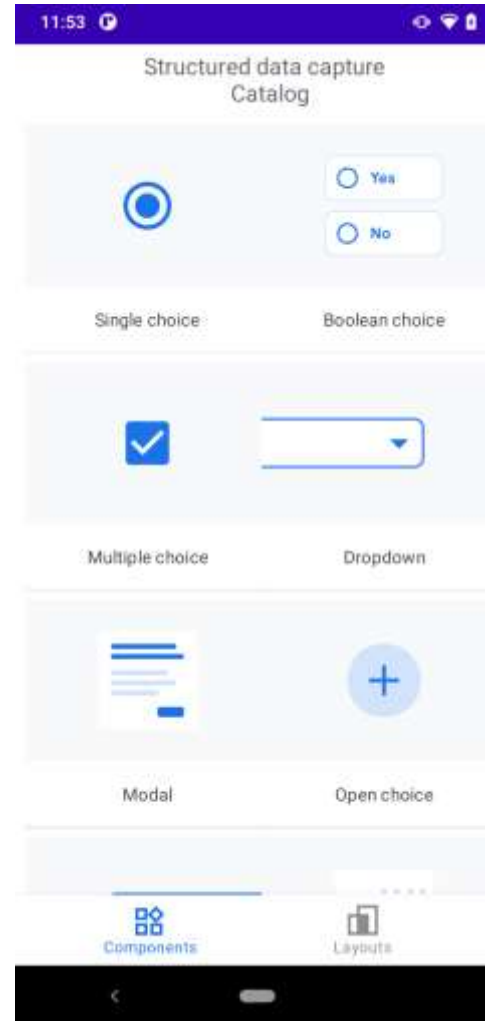 11:53
Structured data capture
Catalog
Yes
No
Single choice
Boolean choice
Multiple choice
Dropdown
Modal
Open choice
Components
Layouts